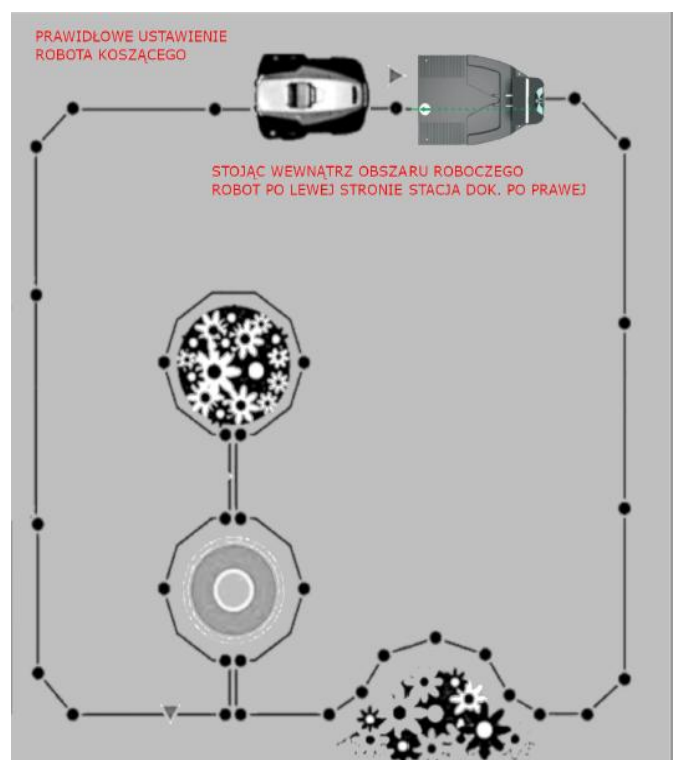 PRAWIDŁOWE USTAWIENIE
ROBOTA KOSZĄCEGO
STOJĄC WEWNĄTRZ OBSZARU ROBOCZEGO
ROBOT PO LEWEJ STRONIE STACJA DOK. PO PRAWEJ